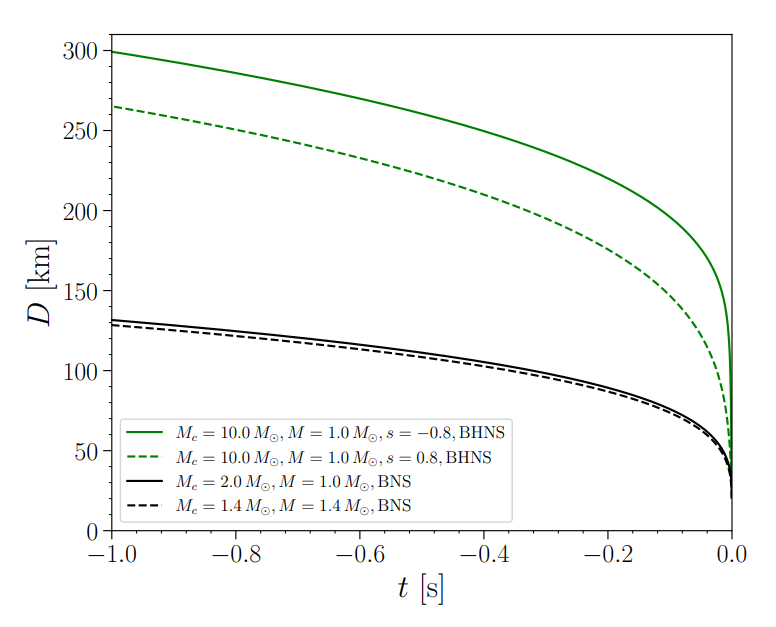 300
250
200
150
100
50
0
D [km]
M_c = 10.0 M_⊙, M = 1.0 M_⊙, s = −0.8, BHNS
M_c = 10.0 M_⊙, M = 1.0 M_⊙, s = 0.8, BHNS
M_c = 2.0 M_⊙, M = 1.0 M_⊙, BNS
M_c = 1.4 M_⊙, M = 1.4 M_⊙, BNS
−1.0 −0.8 −0.6 −0.4 −0.2 0.0
t [s]